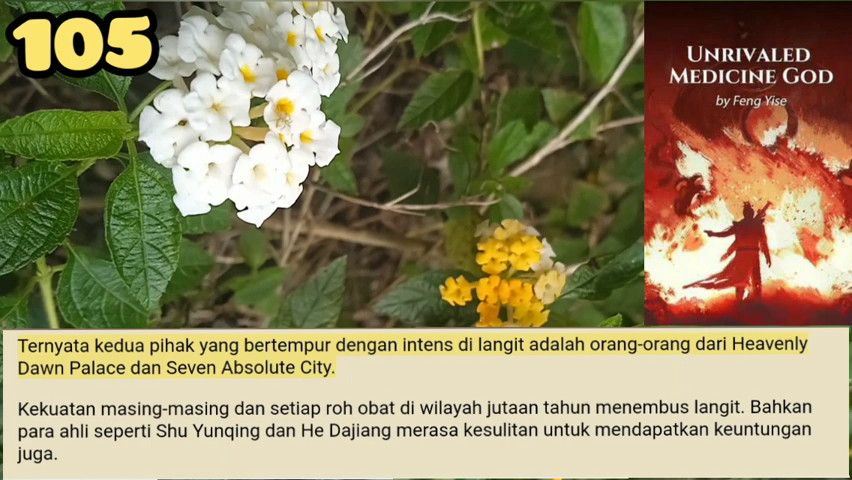 105
UNRIVALED
MEDICINE GOD
by Feng Yise
Ternyata kedua pihak yang bertempur dengan intens di langit adalah orang-orang dari Heavenly
Dawn Palace dan Seven Absolute City.
Kekuatan masing-masing dan setiap roh obat di wilayah jutaan tahun menembus langit. Bahkan
para ahli seperti Shu Yunqing dan He Dajiang merasa kesulitan untuk mendapatkan keuntungan
juga.